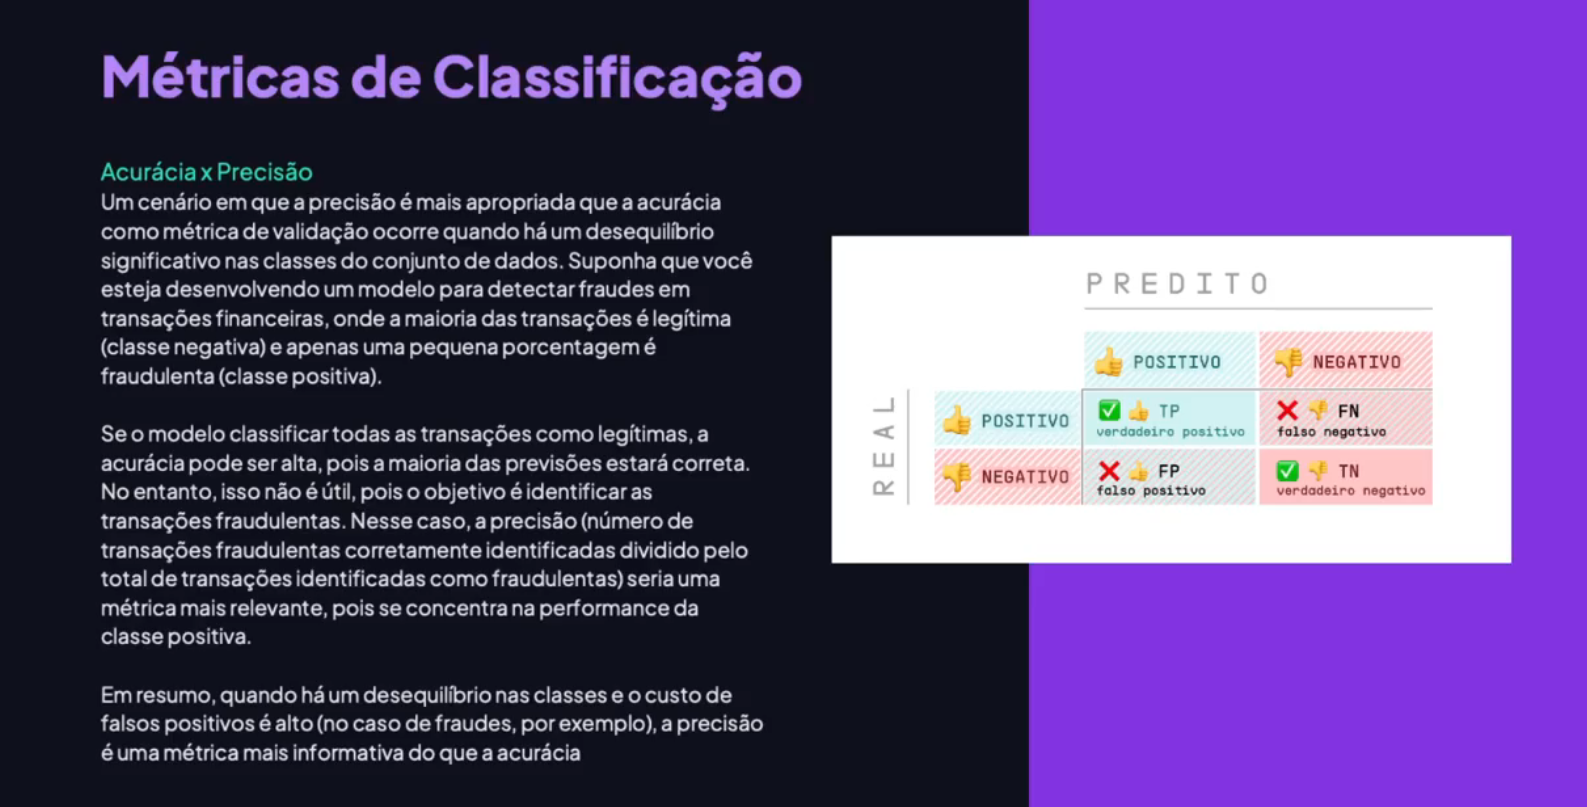 Métricas de Classificação
Acurácia x Precisão
Um cenário em que a precisão é mais apropriada que a acurácia
como métrica de validação ocorre quando há um desequilíbrio
significativo nas classes do conjunto de dados. Suponha que você
esteja desenvolvendo um modelo para detectar fraudes em
transações financeiras, onde a maioria das transações é legítima
(classe negativa) e apenas uma pequena porcentagem é
fraudulenta (classe positiva).
Se o modelo classificar todas as transações como legítimas, a
acurácia pode ser alta, pois a maioria das previsões estará correta.
No entanto, isso não é útil, pois o objetivo é identificar as
transações fraudulentas. Nesse caso, a precisão (número de
transações fraudulentas corretamente identificadas dividido pelo
total de transações identificadas como fraudulentas) seria uma
métrica mais relevante, pois se concentra na performance da
classe positiva.
Em resumo, quando há um desequilíbrio nas classes e o custo de
falsos positivos é alto (no caso de fraudes, por exemplo), a precisão
é uma métrica mais informativa do que a acurácia
PREDITO
POSITIVO NEGATIVO
REAL
POSITIVO TP FN
verdadeiro positivo falso negativo
NEGATIVO FP TN
falso positivo verdadeiro negativo